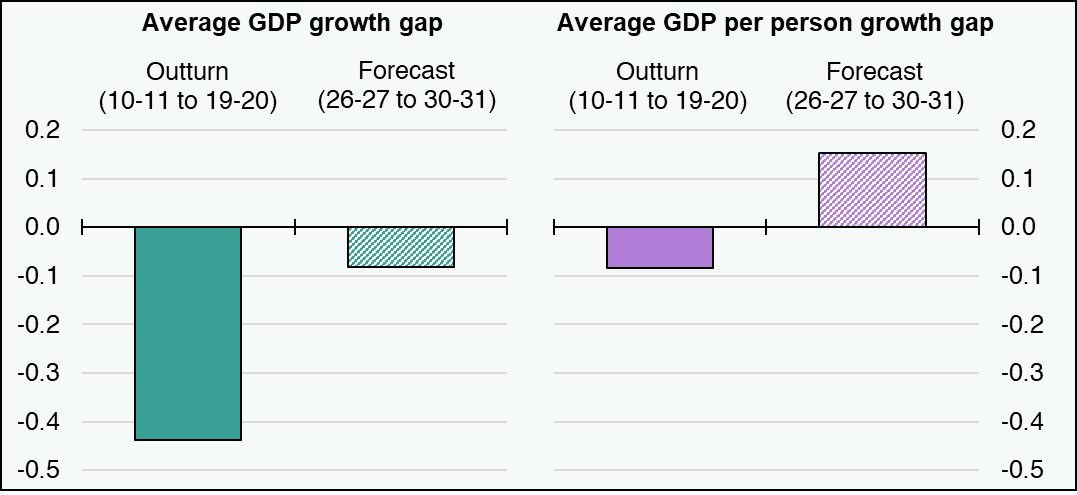 Average GDP growth gap
Average GDP per person growth gap
Outturn
(10-11 to 19-20)
Forecast
(26-27 to 30-31)
Outturn
(10-11 to 19-20)
Forecast
(26-27 to 30-31)
0.2
0.1
0.0
-0.1
-0.2
-0.3
-0.4
-0.5
0.2
0.1
0.0
-0.1
-0.2
-0.3
-0.4
-0.5